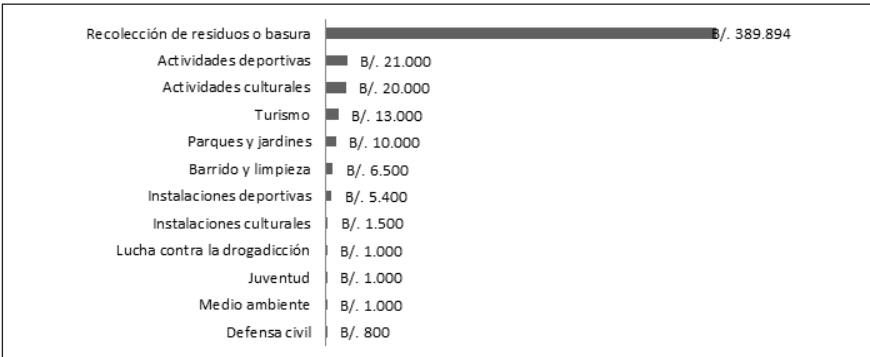 Recolección de residuos o basura B/. 389.894
Actividades deportivas B/. 21.000
Actividades culturales B/. 20.000
Turismo B/. 13.000
Parques y jardines B/. 10.000
Barrido y limpieza B/. 6.500
Instalaciones deportivas B/. 5.400
Instalaciones culturales B/. 1.500
Lucha contra la drogadicción B/. 1.000
Juventud B/. 1.000
Medio ambiente B/. 1.000
Defensa civil B/. 800